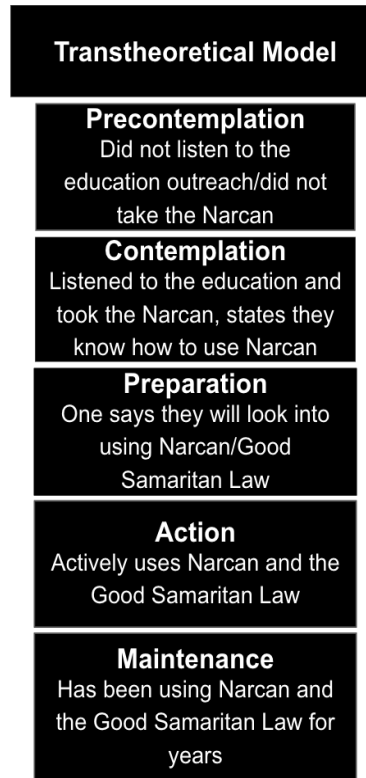 Transtheoretical Model
Precontemplation
Did not listen to the
education outreach/did not
take the Narcan
Contemplation
Listened to the education and
took the Narcan, states they
know how to use Narcan
Preparation
One says they will look into
using Narcan/Good
Samaritan Law
Action
Actively uses Narcan and the
Good Samaritan Law
Maintenance
Has been using Narcan and
the Good Samaritan Law for
years